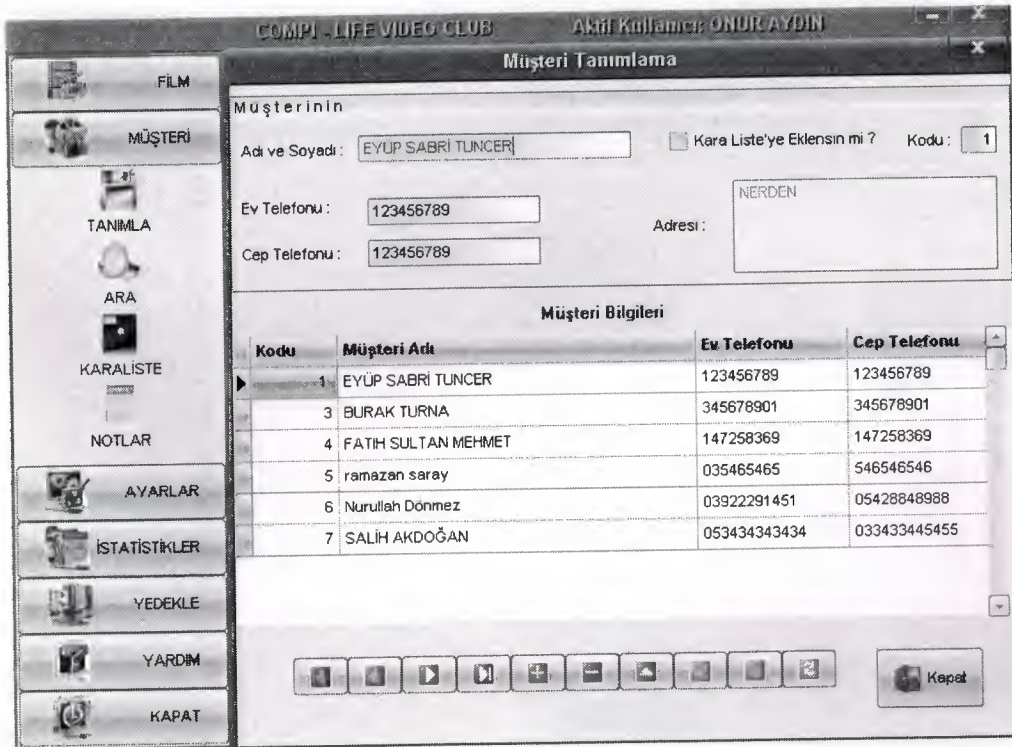 COMPI - LIFE VIDEO CLUB Aktif Kullanıcı: ONUR AYDIN
Müşteri Tanımlama
FİLM
MÜŞTERİ
TANIMLA
ARA
KARALİSTE
NOTLAR
AYARLAR
İSTATİSTİKLER
YEDEKLE
YARDIM
KAPAT
Müşterinin
Adı ve Soyadı : EYÜP SABRİ TUNCER Kara Liste'ye Eklensin mi ? Kodu : 1
Ev Telefonu : 123456789 Adresi : NERDEN
Cep Telefonu : 123456789
Müşteri Bilgileri
Kodu Müşteri Adı Ev Telefonu Cep Telefonu
1 EYÜP SABRİ TUNCER 123456789 123456789
3 BURAK TURNA 345678901 345678901
4 FATIH SULTAN MEHMET 147258369 147258369
5 ramazan saray 035465465 546546546
6 Nurullah Dönmez 03922291451 05428848988
7 SALİH AKDOĞAN 053434343434 033433445455
Kapat